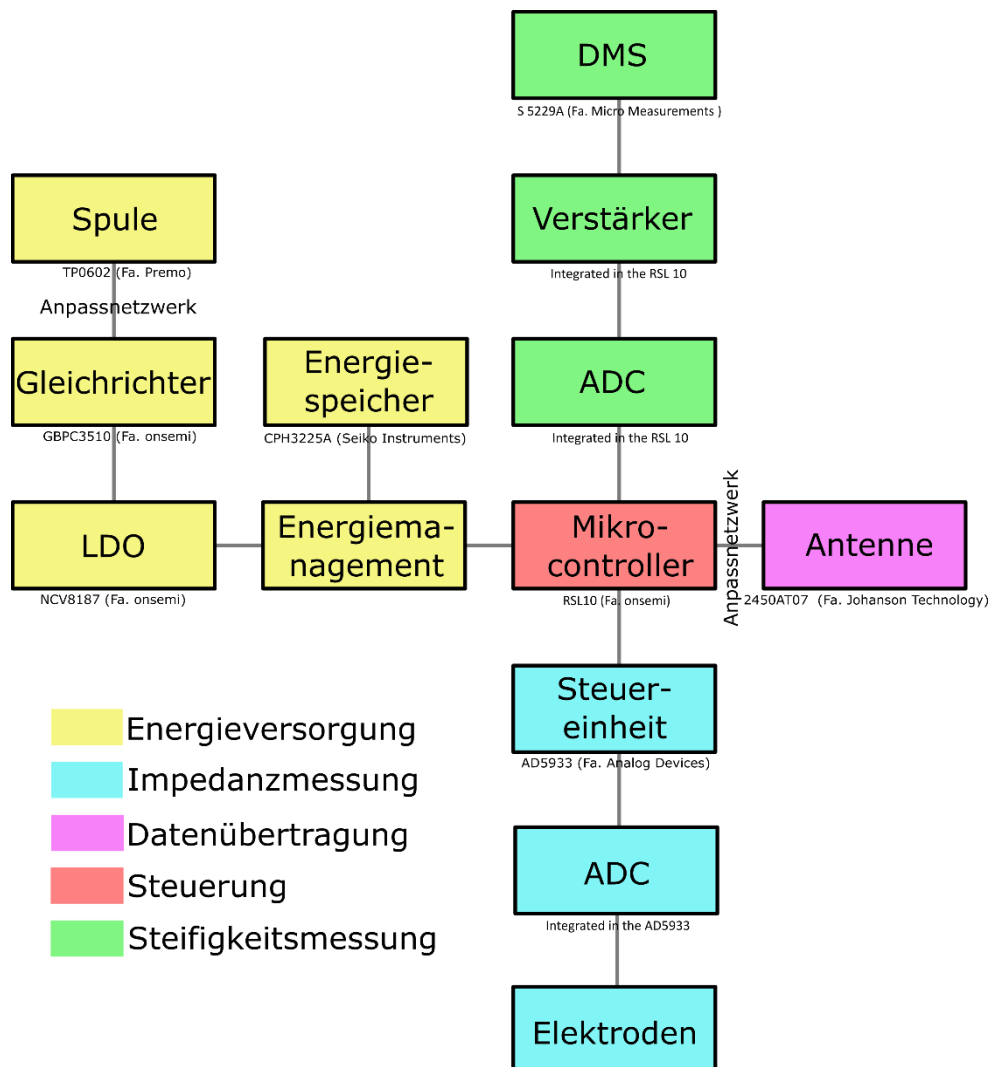 DMS
S 5229A (Fa. Micro Measurements )
Spule
TP0602 (Fa. Premo)
Anpassnetzwerk
Verstärker
Integrated in the RSL 10
Gleichrichter
GBPC3510 (Fa. onsemi)
Energie-
speicher
CPH3225A (Seiko Instruments)
ADC
Integrated in the RSL 10
LDO
NCV8187 (Fa. onsemi)
Energiema-
nagement
Mikro-
controller
RSL10 (Fa. onsemi)
Anpassnetzwerk
Antenne
2450AT07 (Fa. Johanson Technology)
Steuer-
einheit
AD5933 (Fa. Analog Devices)
ADC
Integrated in the AD5933
Elektroden
Energieversorgung
Impedanzmessung
Datenübertragung
Steuerung
Steifigkeitsmessung